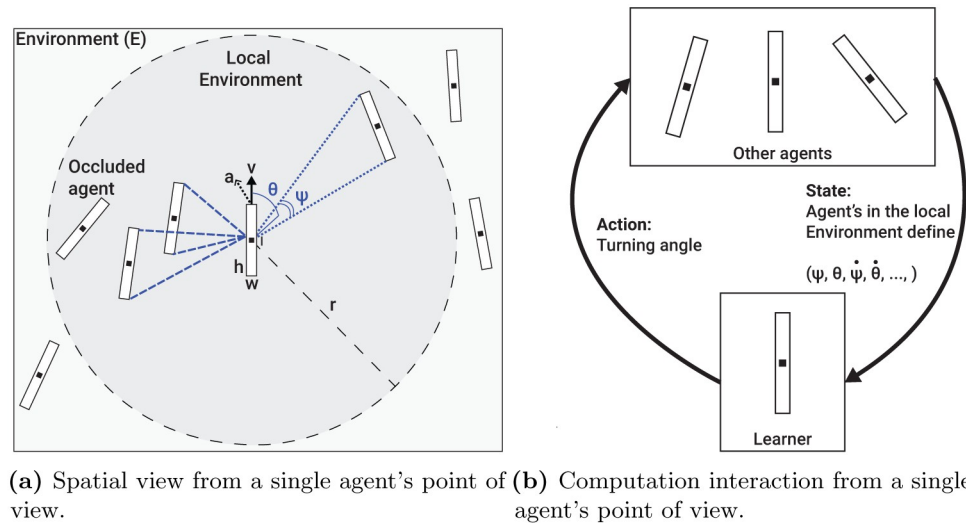 Environment (E)
Local
Environment
Occluded
agent
v
a
θ
ψ
i
h
w
r
Other agents
Action:
Turning angle
State:
Agent's in the local
Environment define
(ψ, θ, ψ̇, θ̇, ..., )
Learner
(a) Spatial view from a single agent's point of
view.
(b) Computation interaction from a single
agent's point of view.